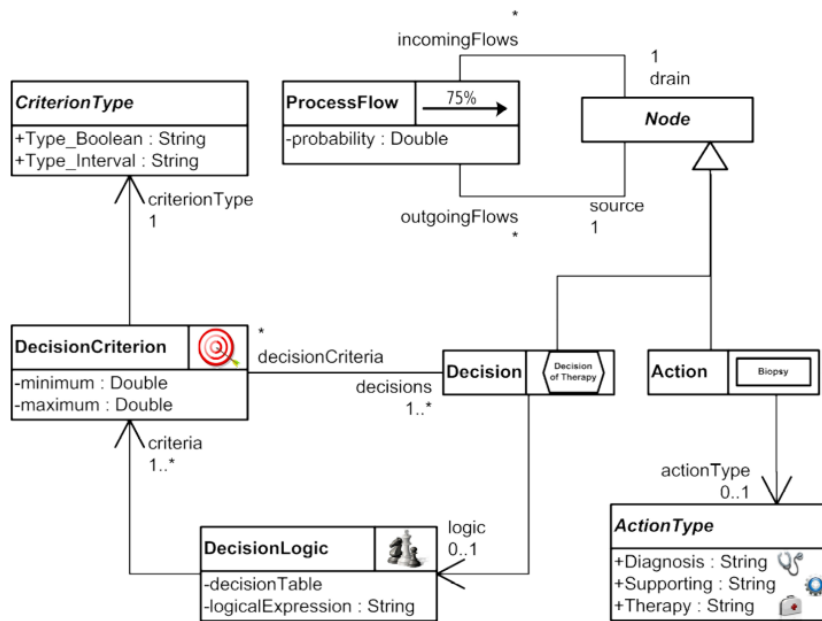 *
incomingFlows
1
drain
CriterionType
+Type_Boolean : String
+Type_Interval : String
ProcessFlow
75%
-probability : Double
Node
criterionType
1
outgoingFlows
*
source
1
DecisionCriterion
-minimum : Double
-maximum : Double
*
decisionCriteria
decisions
1..*
Decision
Decision
of Therapy
Action
Biopsy
criteria
1..*
actionType
0..1
logic
0..1
DecisionLogic
-decisionTable
-logicalExpression : String
ActionType
+Diagnosis : String
+Supporting : String
+Therapy : String